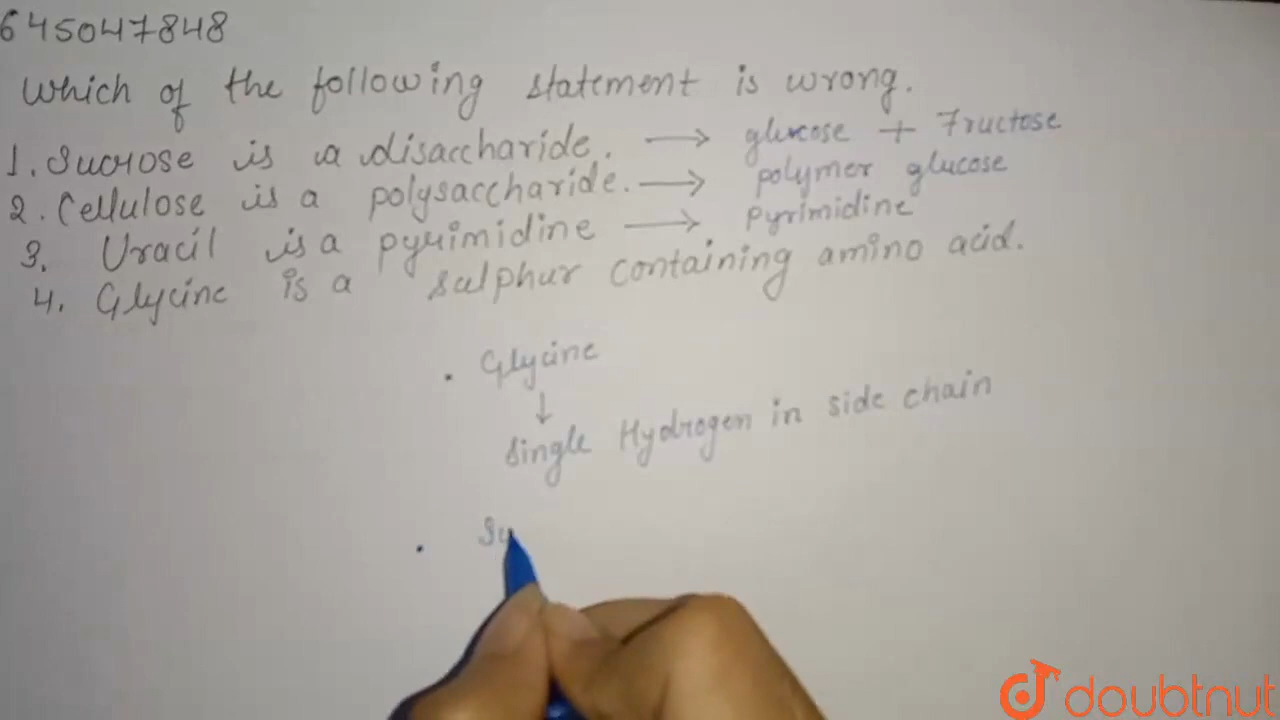 645047848
Which of the following statement is wrong.
1. Sucrose is a disaccharide. → glucose + Fructose
2. Cellulose is a polysaccharide. → polymer glucose
3. Uracil is a pyrimidine → pyrimidine
4. Glycine is a sulphur containing amino acid.
• Glycine
↓
single Hydrogen in side chain
• Su
doubtnut